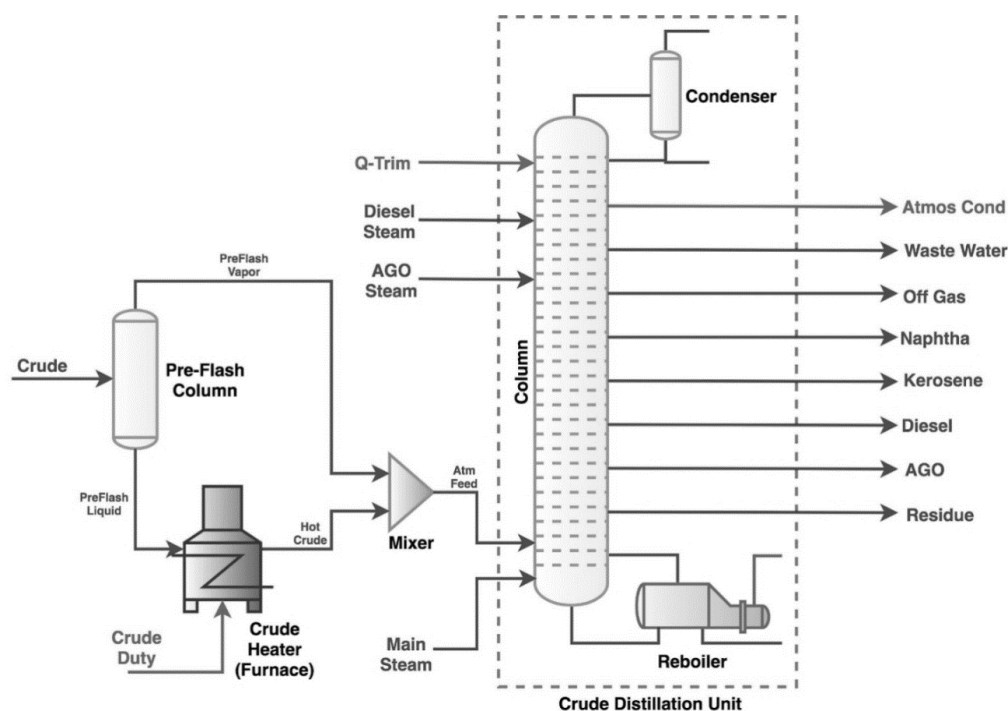 Condenser
Q-Trim
Diesel
Steam
AGO
Steam
Atmos Cond
Waste Water
Off Gas
Naphtha
Kerosene
Diesel
AGO
Residue
Column
PreFlash
Vapor
Crude
Pre-Flash
Column
PreFlash
Liquid
Hot
Crude
Mixer
Atm
Feed
Crude
Duty
Crude
Heater
(Furnace)
Main
Steam
Reboiler
Crude Distillation Unit